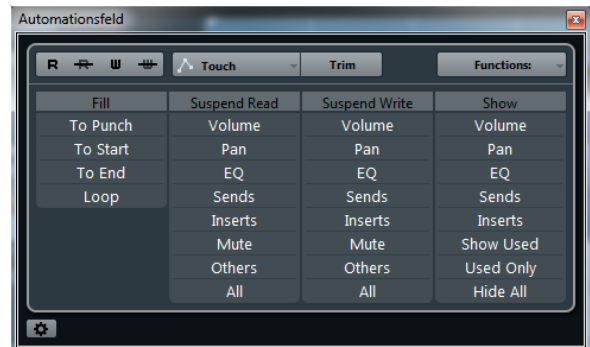 Automationsfeld
R R W W Touch Trim Functions:
Fill Suspend Read Suspend Write Show
To Punch Volume Volume Volume
To Start Pan Pan Pan
To End EQ EQ EQ
Loop Sends Sends Sends
Inserts Inserts Inserts
Mute Mute Show Used
Others Others Used Only
All All Hide All